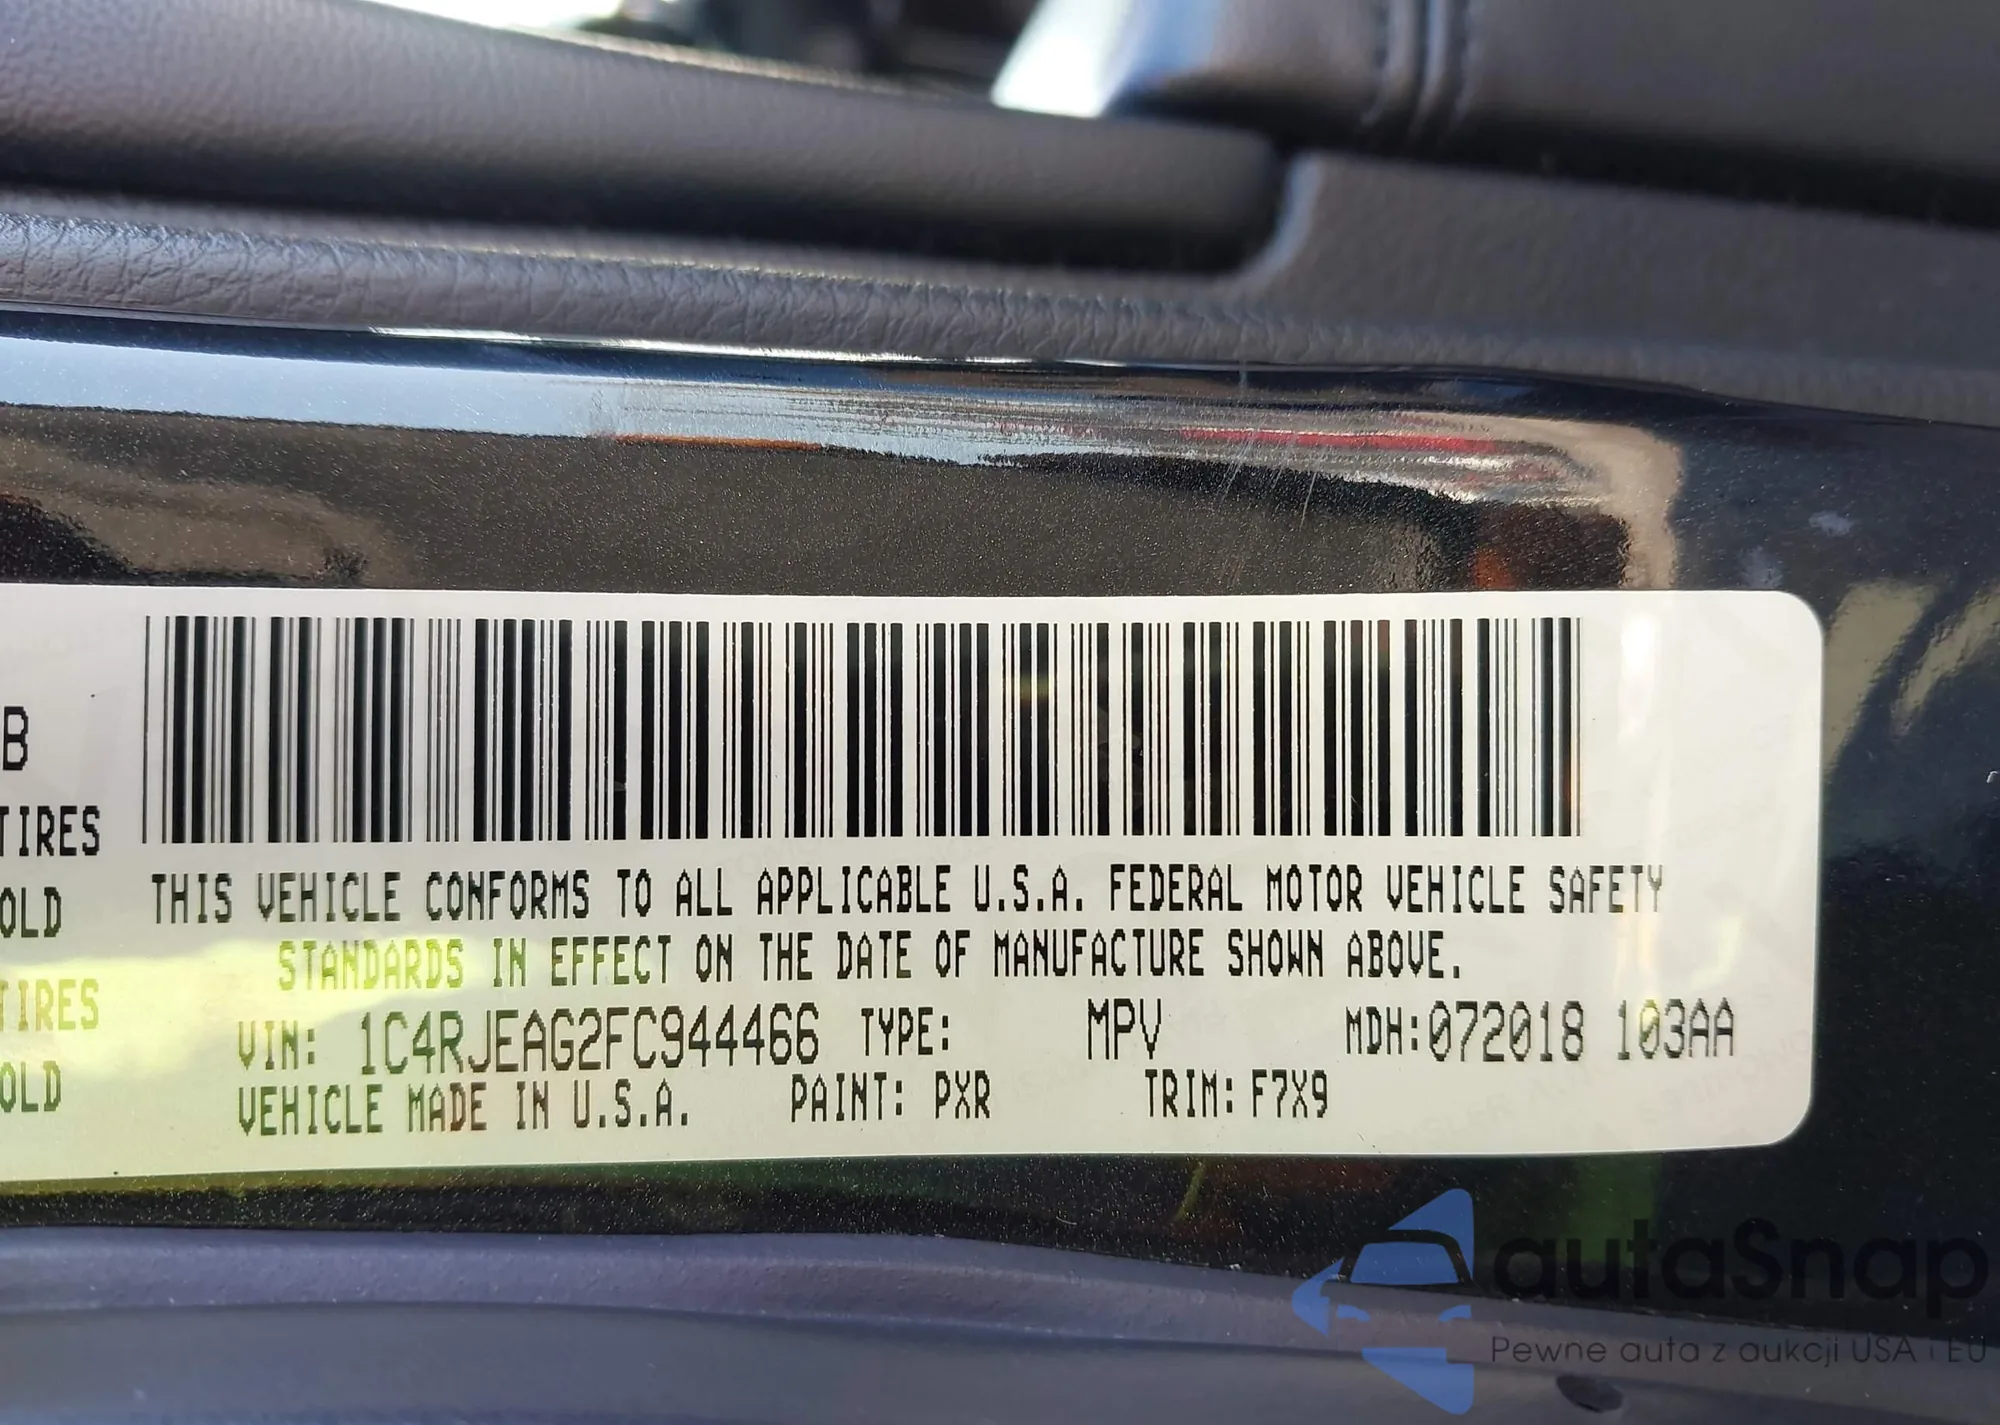 B
TIRES
OLD
TIRES
OLD
THIS VEHICLE CONFORMS TO ALL APPLICABLE U.S.A. FEDERAL MOTOR VEHICLE SAFETY
STANDARDS IN EFFECT ON THE DATE OF MANUFACTURE SHOWN ABOVE.
VIN: 1C4RJEAG2FC944466 TYPE: MPV MDH:072018 103AA
VEHICLE MADE IN U.S.A. PAINT: PXR TRIM: F7X9
autaSnap
Pewne auta z aukcji USA i EU